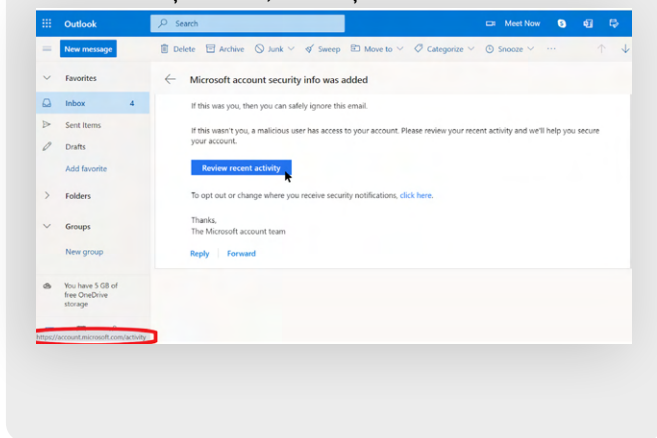 Outlook
Search
Meet Now
New message
Delete Archive Junk Sweep Move to Categorize Snooze ...
Favorites
Microsoft account security info was added
Inbox 4
If this was you, then you can safely ignore this email.
Sent Items
If this wasn't you, a malicious user has access to your account. Please review your recent activity and we'll help you secure
your account.
Drafts
Add favorite
Review recent activity
Folders
To opt out or change where you receive security notifications, click here.
Groups
Thanks,
The Microsoft account team
New group
Reply Forward
You have 5 GB of
free OneDrive
storage
https://account.microsoft.com/activity